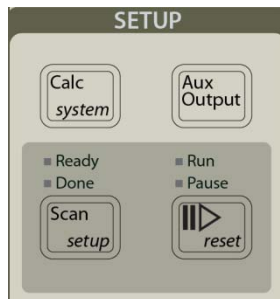 SETUP
Calc
system
Aux
Output
Ready
Done
Run
Pause
Scan
setup
reset